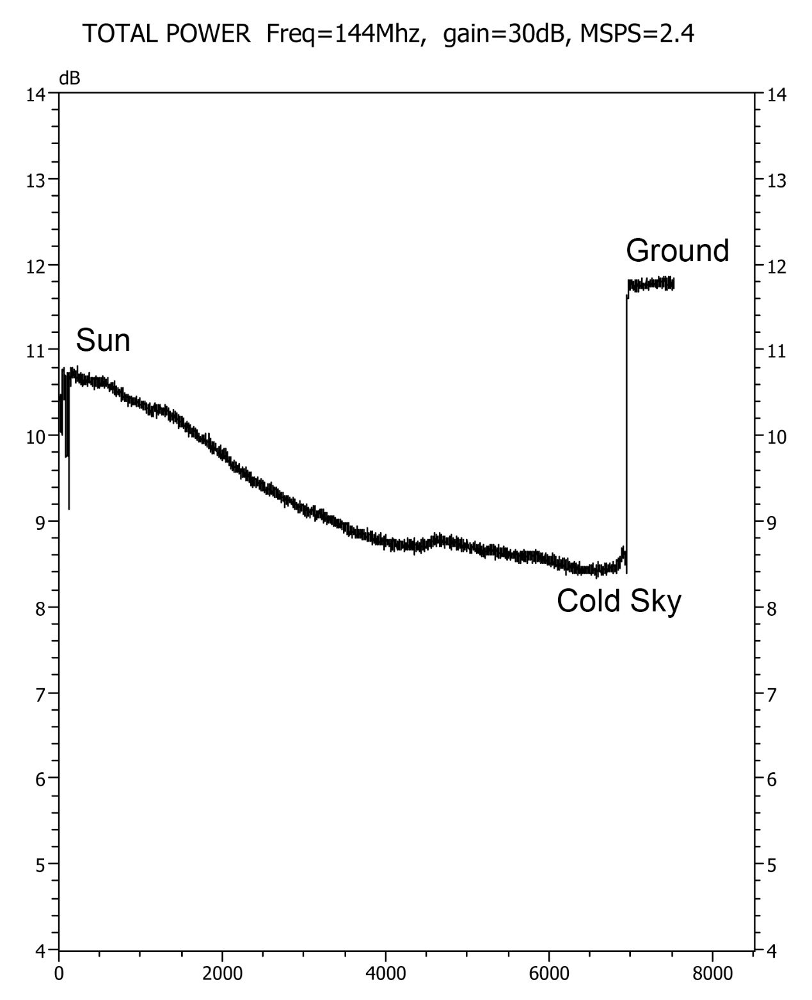 TOTAL POWER  Freq=144Mhz,  gain=30dB, MSPS=2.4
dB
14 14
13 13
12 12
Ground
Sun
11 11
10 10
9 9
Cold Sky
8 8
7 7
6 6
5 5
4 4
0 2000 4000 6000 8000